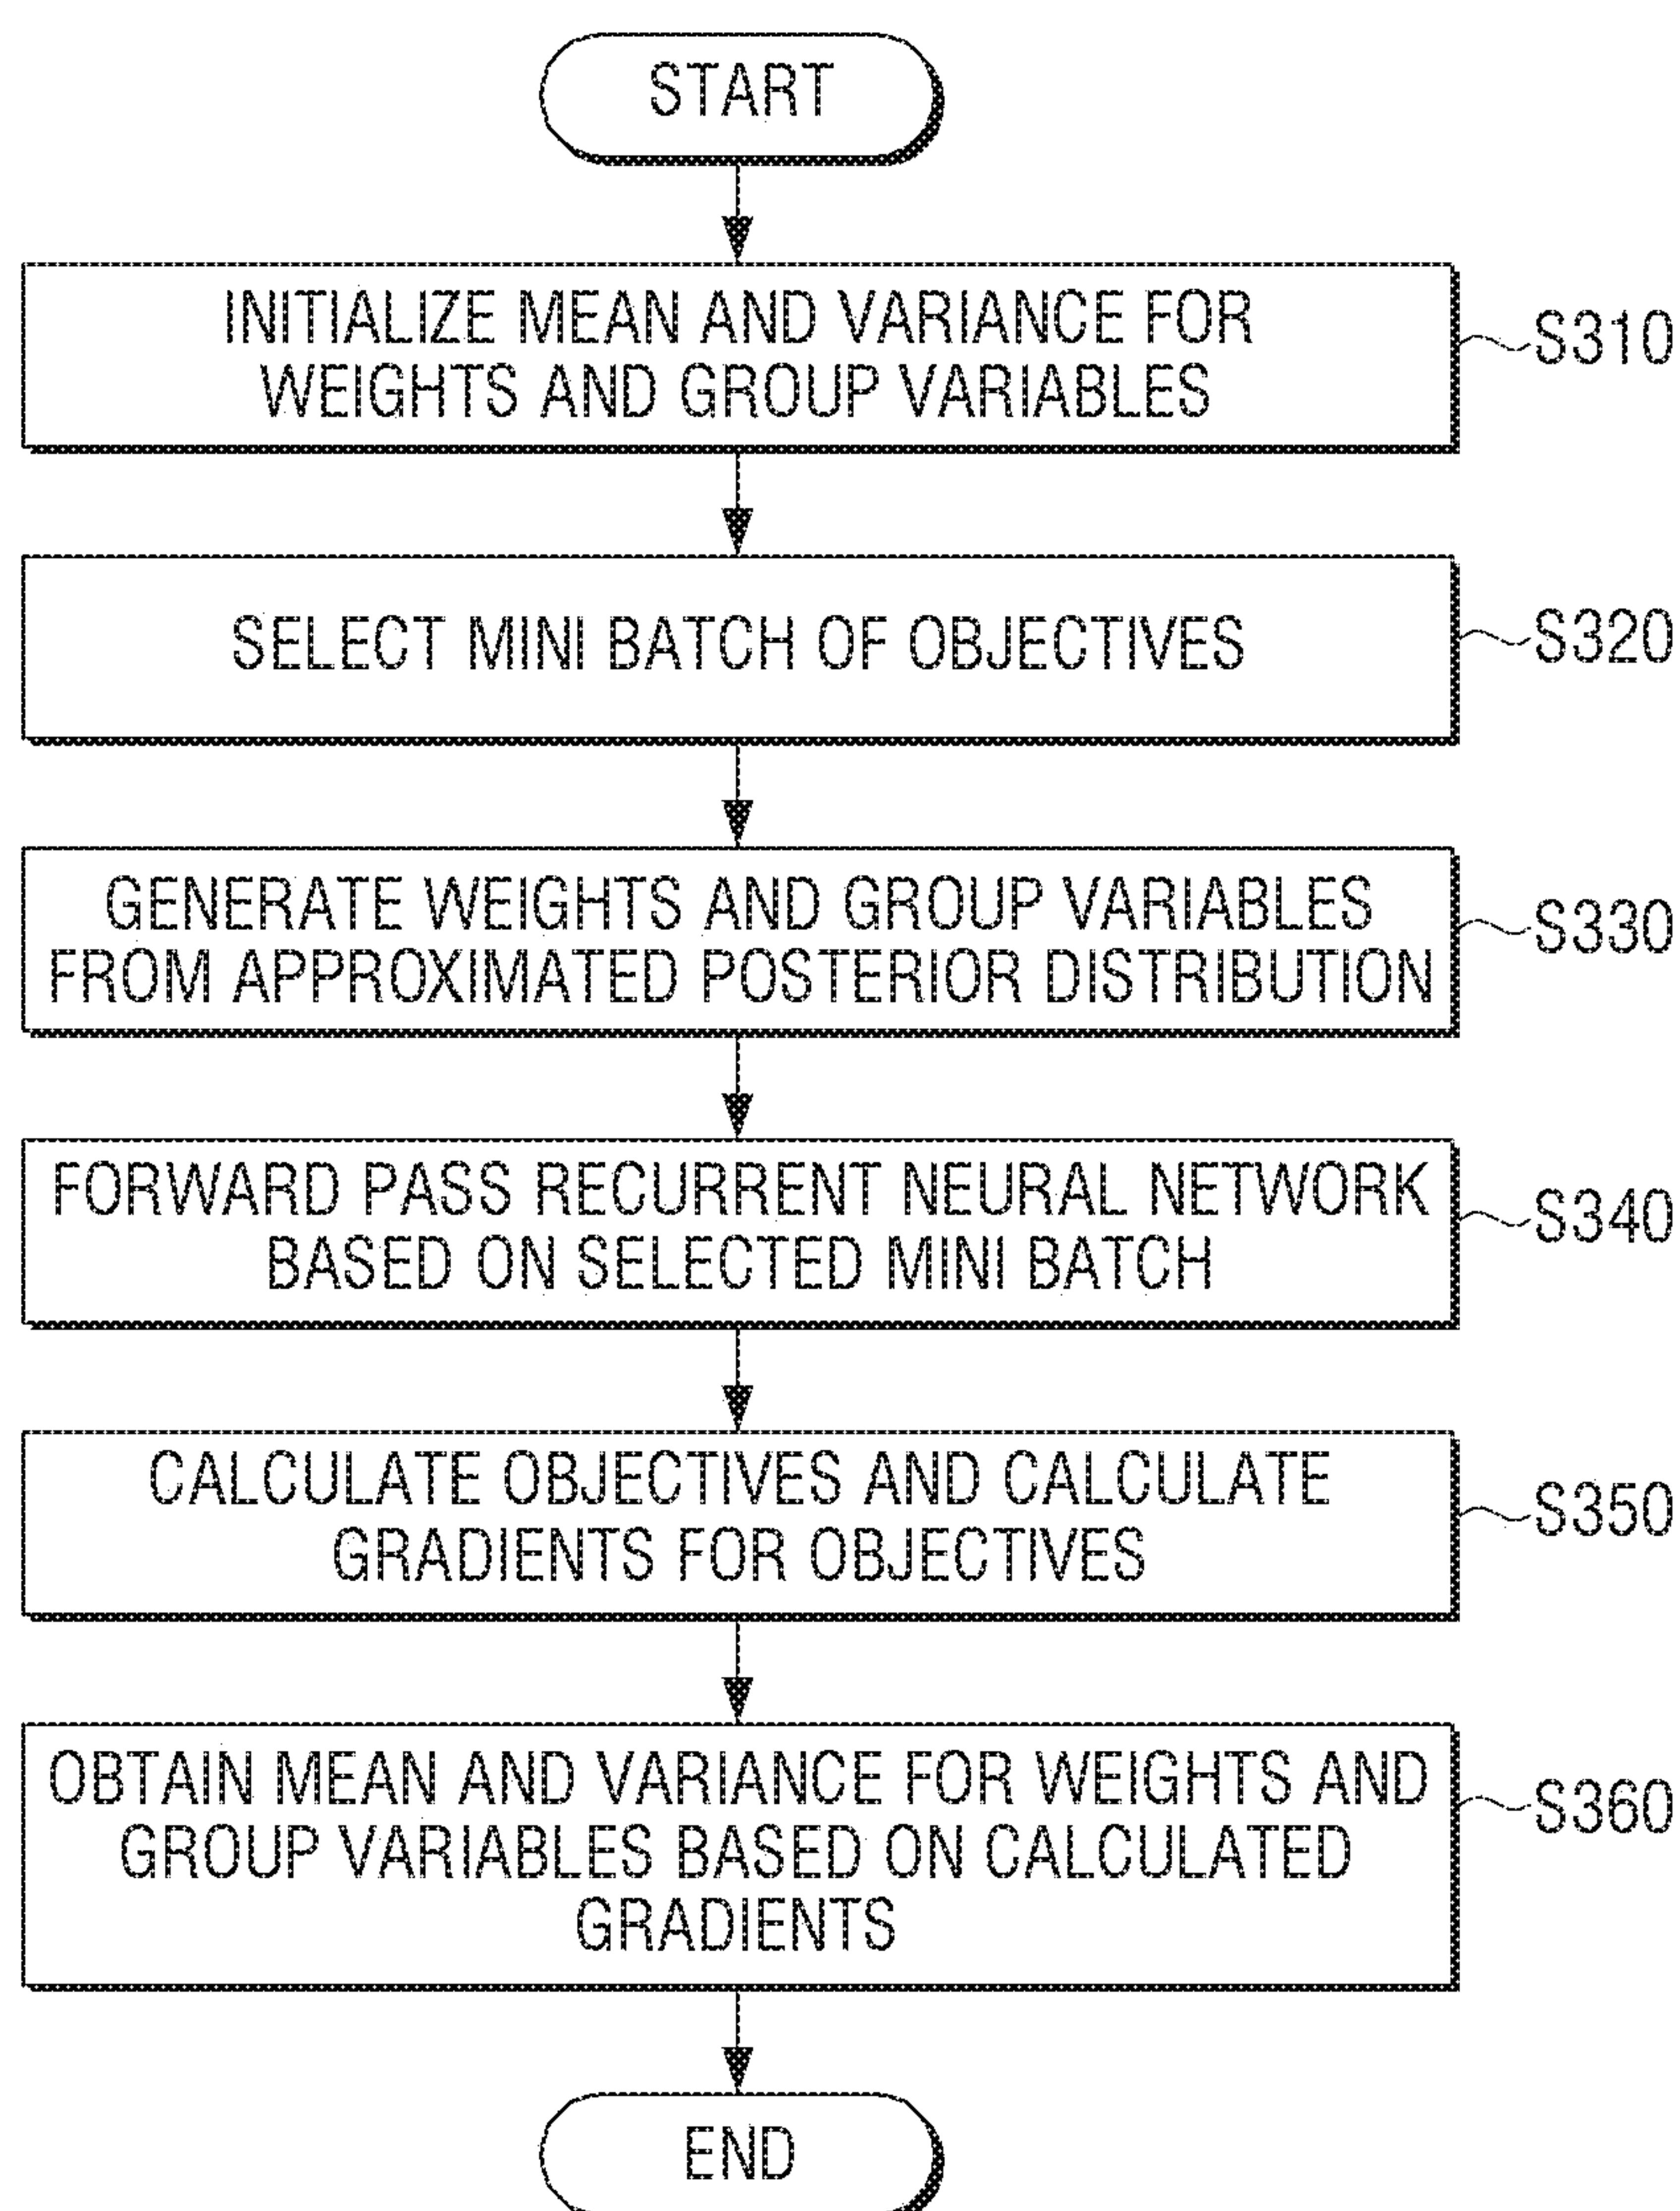 START
INITIALIZE MEAN AND VARIANCE FOR
WEIGHTS AND GROUP VARIABLES
S310
SELECT MINI BATCH OF OBJECTIVES
S320
GENERATE WEIGHTS AND GROUP VARIABLES
FROM APPROXIMATED POSTERIOR DISTRIBUTION
S330
FORWARD PASS RECURRENT NEURAL NETWORK
BASED ON SELECTED MINI BATCH
S340
CALCULATE OBJECTIVES AND CALCULATE
GRADIENTS FOR OBJECTIVES
S350
OBTAIN MEAN AND VARIANCE FOR WEIGHTS AND
GROUP VARIABLES BASED ON CALCULATED
GRADIENTS
S360
END